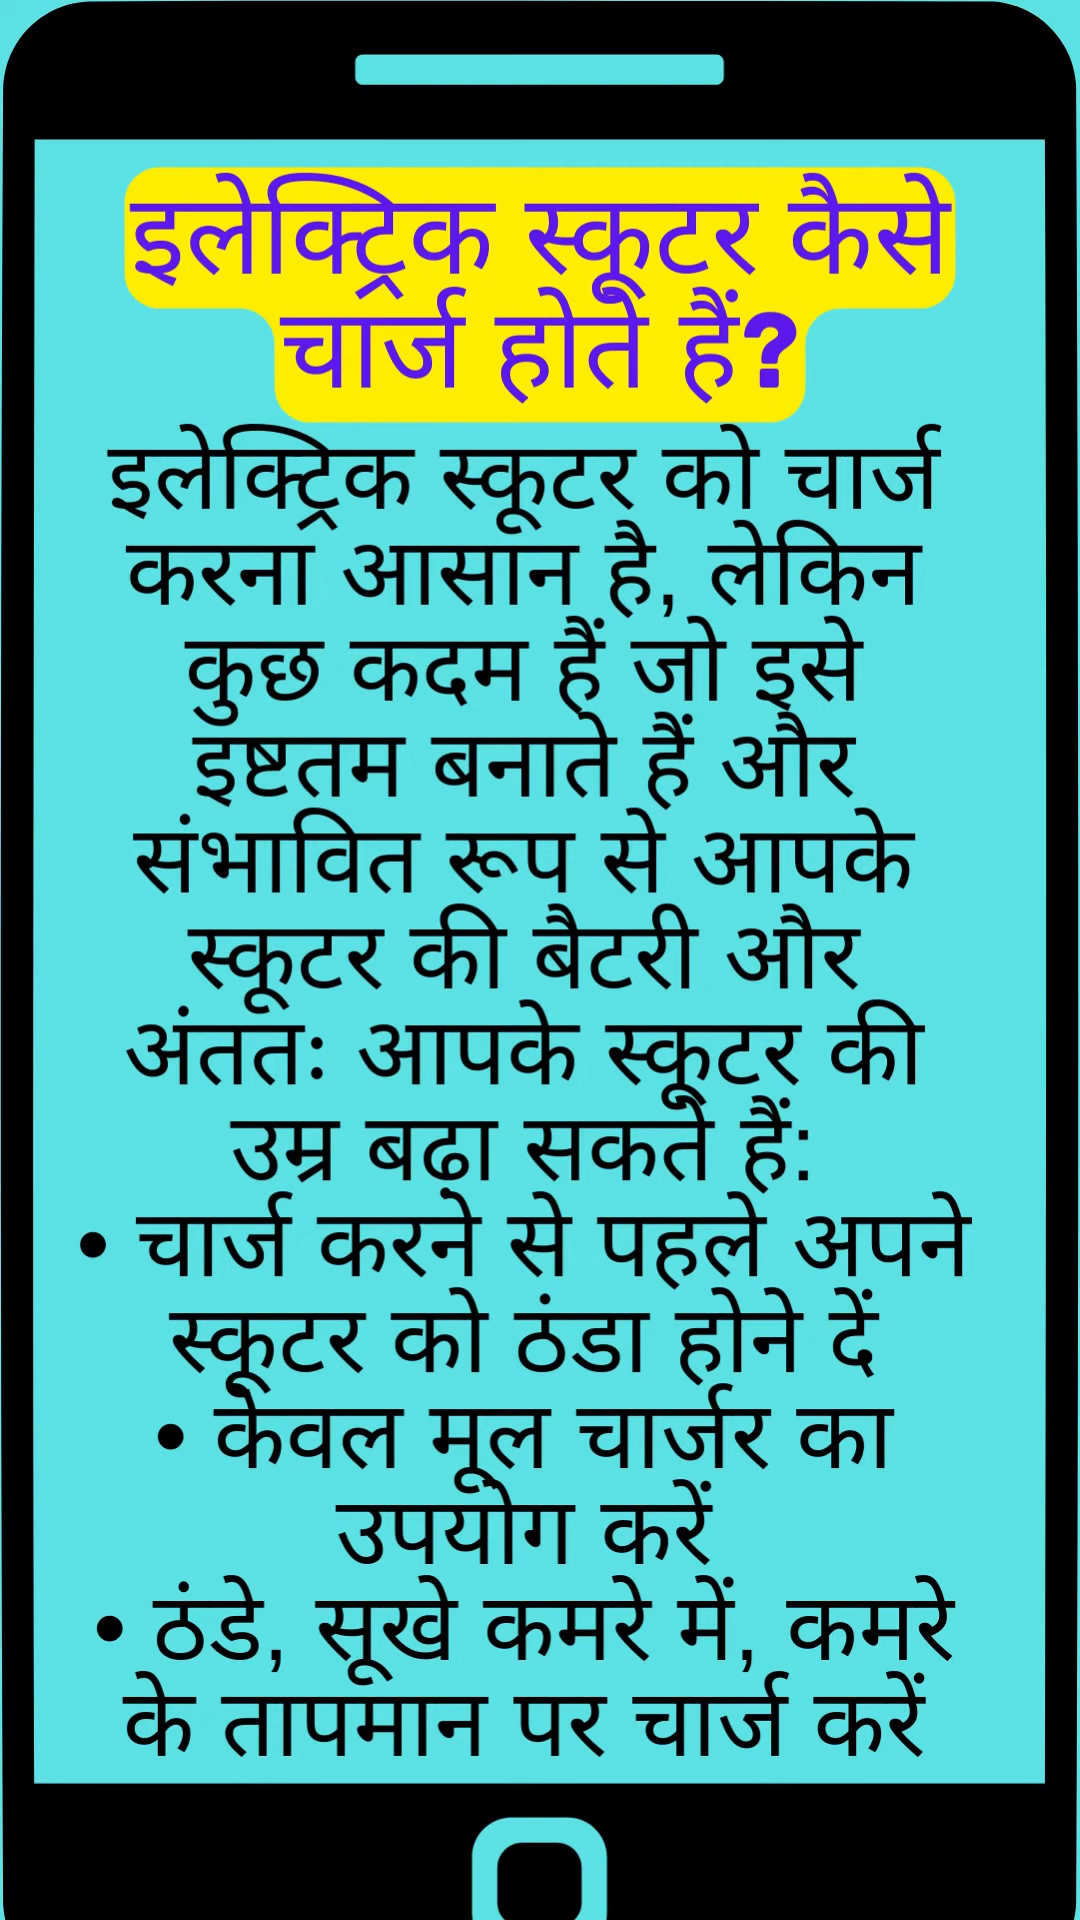 इलेक्ट्रिक स्कूटर कैसे
चार्ज होते हैं?
इलेक्ट्रिक स्कूटर को चार्ज
करना आसान है, लेकिन
कुछ कदम हैं जो इसे
इष्टतम बनाते हैं और
संभावित रूप से आपके
स्कूटर की बैटरी और
अंततः आपके स्कूटर की
उम्र बढा सकते हैं:
• चार्ज करने से पहले अपने
स्कूटर को ठंडा होने दें
• केवल मूल चार्जर का
उपयोग करें
• ठंडे, सूखे कमरे में, कमरे
के तापमान पर चार्ज करें